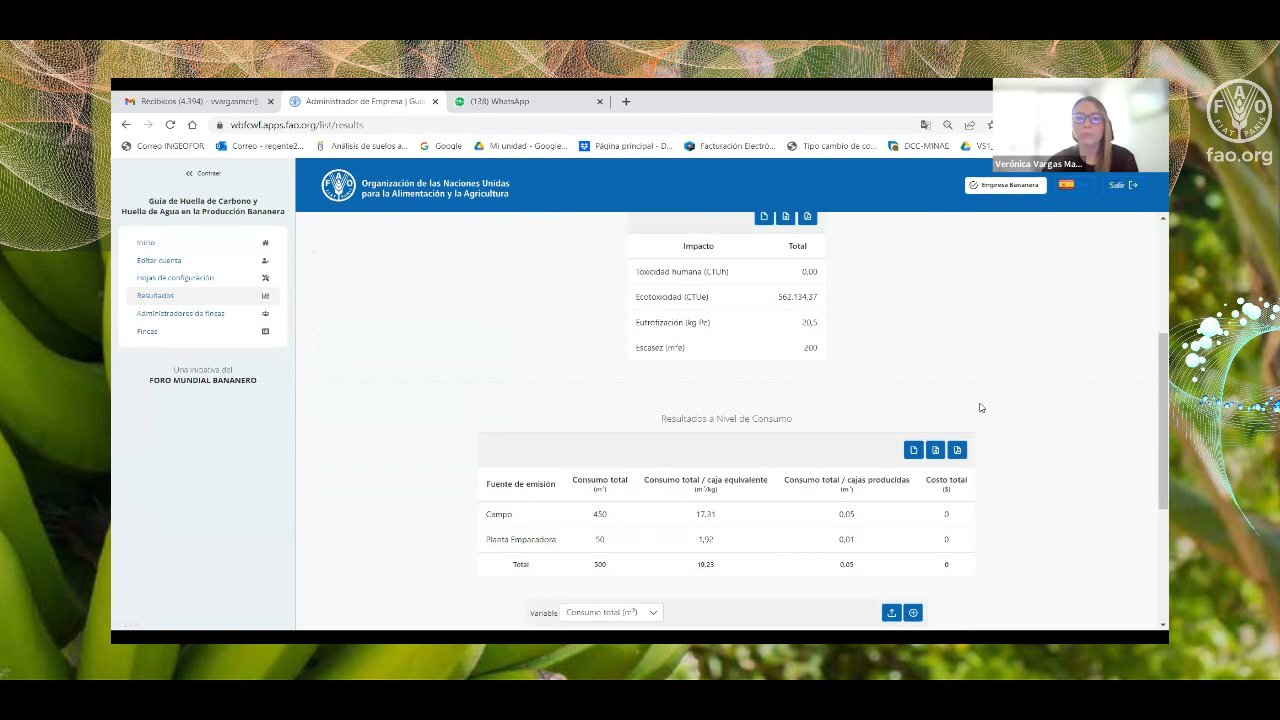 Recibidos (4.394) - vvargasmcr@
Administrador de Empresa | Guí
(138) WhatsApp
wbfcwf.apps.fao.org/list/results
Correo INGEOFOR
Correo - regente2...
Análisis de suelos a...
Google
Mi unidad - Google...
Página principal - D...
Facturación Electró...
Tipo cambio de co...
DCC-MINAE
VS1_
Verónica Vargas Ma...
FAO
FIAT PANIS
fao.org
Contraer
Guía de Huella de Carbono y
Huella de Agua en la Producción Bananera
Inicio
Editar cuenta
Hojas de configuración
Resultados
Administradores de fincas
Fincas
Una iniciativa del
FORO MUNDIAL BANANERO
Organización de las Naciones Unidas
para la Alimentación y la Agricultura
Empresa Bananera
Salir
Impacto Total
Toxicidad humana (CTUh) 0,00
Ecotoxicidad (CTUe) 562.134,37
Eutrofización (kg Pe) 20,5
Escasez (m³e) 200
Resultados a Nivel de Consumo
Fuente de emisión Consumo total (m³) Consumo total / caja equivalente (m³/kg) Consumo total / cajas producidas (m³) Costo total ($)
Campo 450 17,31 0,05 0
Planta Empacadora 50 1,92 0,01 0
Total 500 19,23 0,05 0
Variable Consumo total (m³)